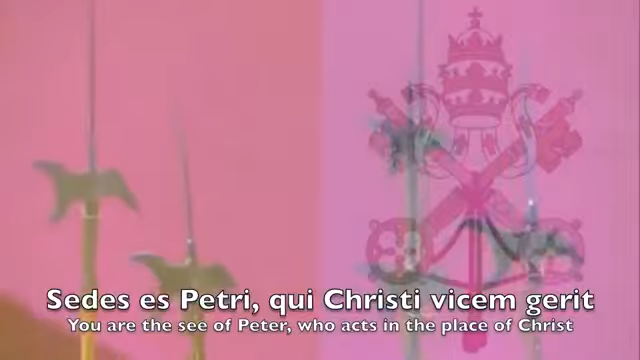 Sedes es Petri, qui Christi vicem gerit
You are the see of Peter, who acts in the place of Christ